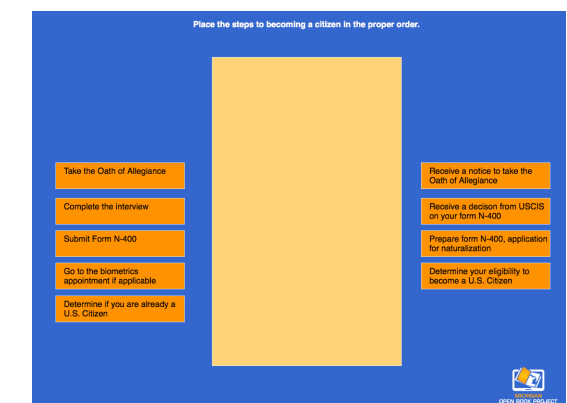 Place the steps to becoming a citizen in the proper order.
Take the Oath of Allegiance
Complete the interview
Submit Form N-400
Go to the biometrics
appointment if applicable
Determine if you are already a
U.S. Citizen
Receive a notice to take the
Oath of Allegiance
Receive a decison from USCIS
on your form N-400
Prepare form N-400, application
for naturalization
Determine your eligibility to
become a U.S. Citizen
MICHIGAN
OPEN BOOK PROJECT